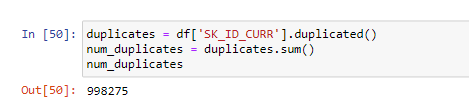 In [50]: duplicates = df['SK_ID_CURR'].duplicated()
num_duplicates = duplicates.sum()
num_duplicates
Out[50]: 998275